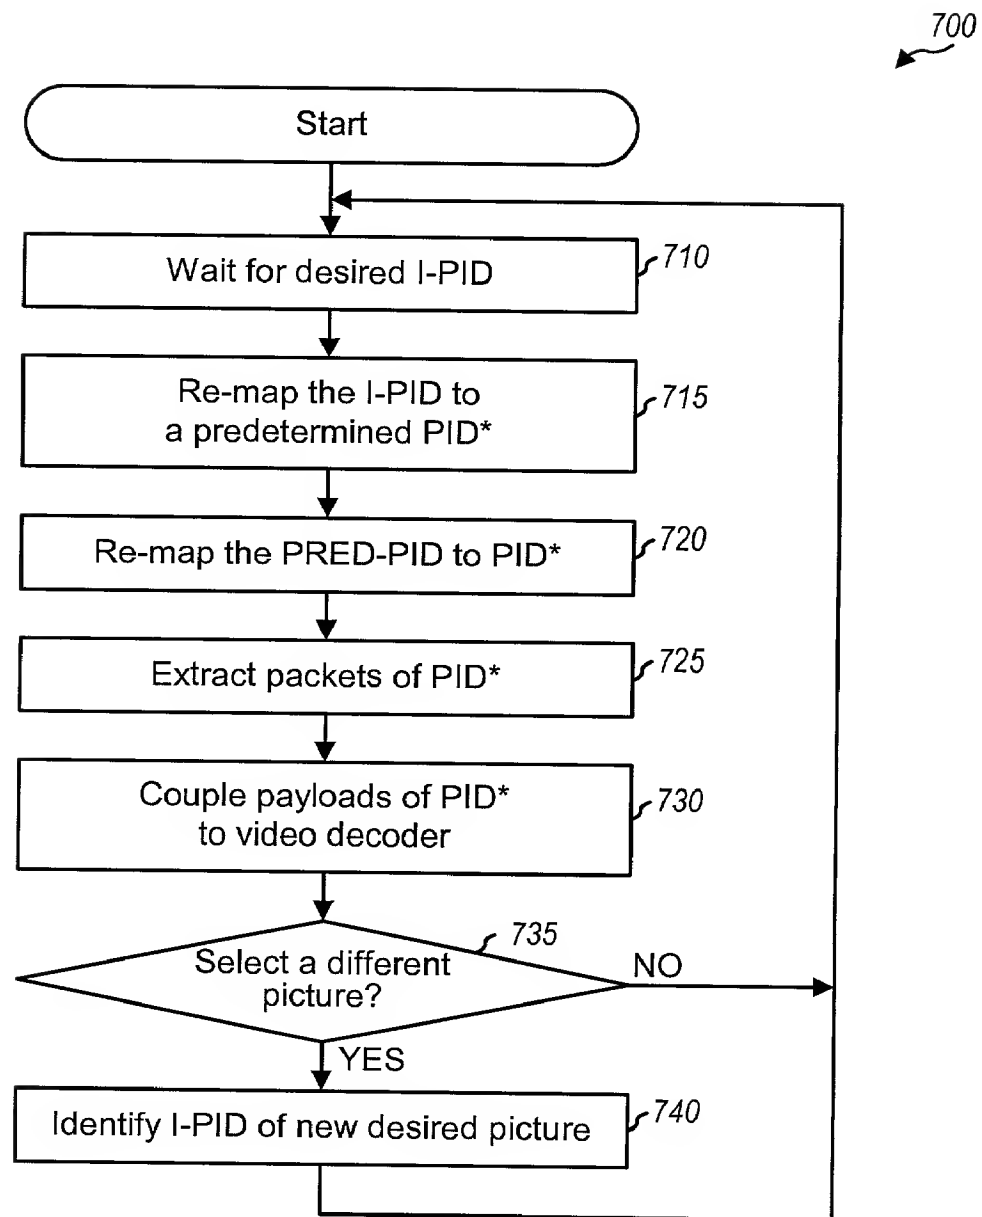 700
Start
Wait for desired I-PID
710
Re-map the I-PID to
a predetermined PID*
715
Re-map the PRED-PID to PID*
720
Extract packets of PID*
725
Couple payloads of PID*
to video decoder
730
735
Select a different
picture?
NO
YES
Identify I-PID of new desired picture
740